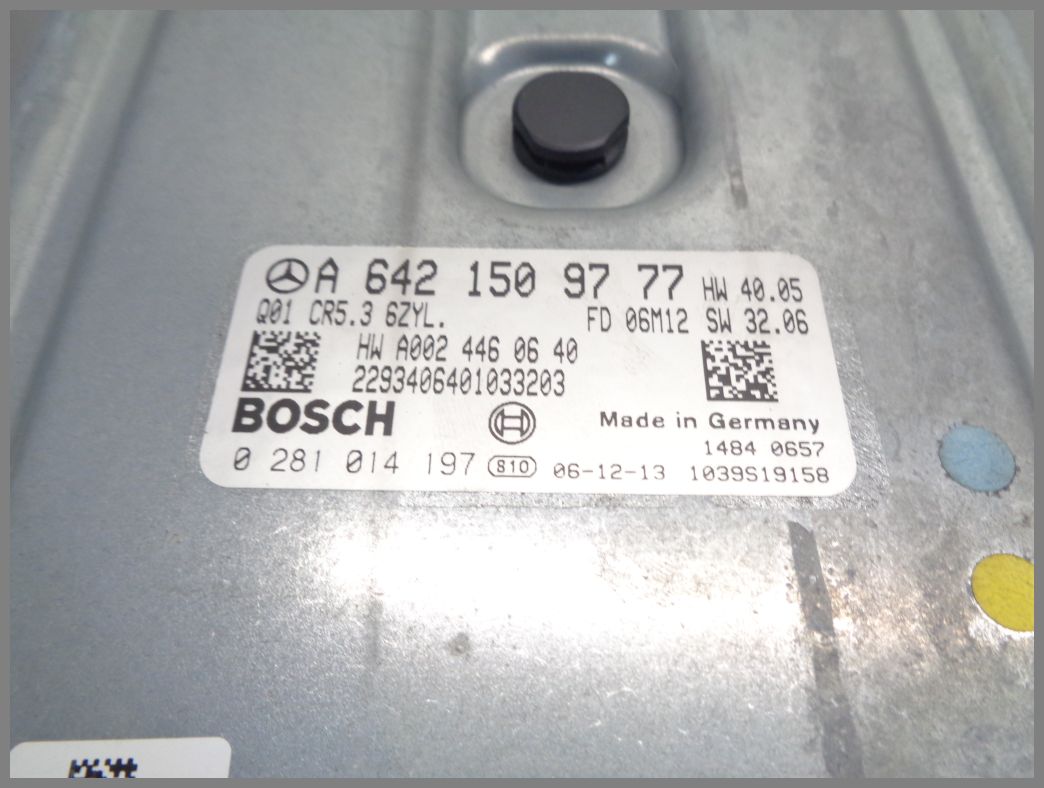 A 642 150 97 77 HW 40.05
Q01 CR5.3 6ZYL. FD 06M12 SW 32.06
HW A002 446 06 40
2293406401033203
BOSCH Made in Germany
1484 0657
0 281 014 197 810 06-12-13 1039S19158